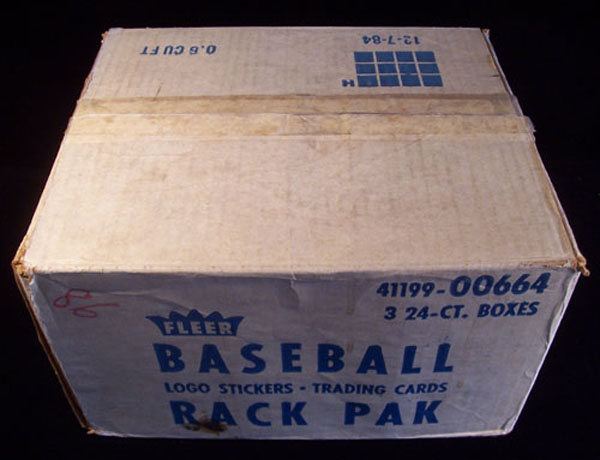 0.6 CU FT
12-7-84
H
41199-00664
3 24-CT. BOXES
FLEER
BASEBALL
LOGO STICKERS - TRADING CARDS
RACK PAK